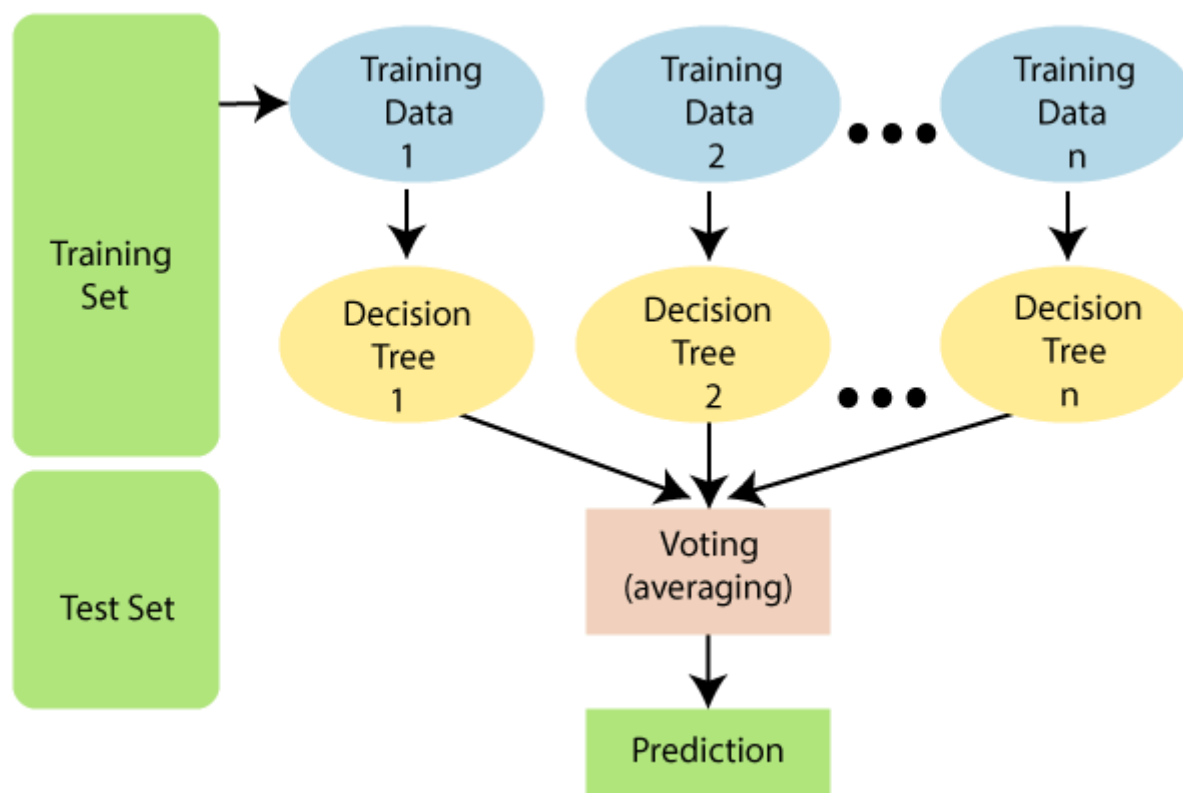 Training
Set
Test Set
Training
Data
1
Training
Data
2
Training
Data
n
Decision
Tree
1
Decision
Tree
2
Decision
Tree
n
Voting
(averaging)
Prediction